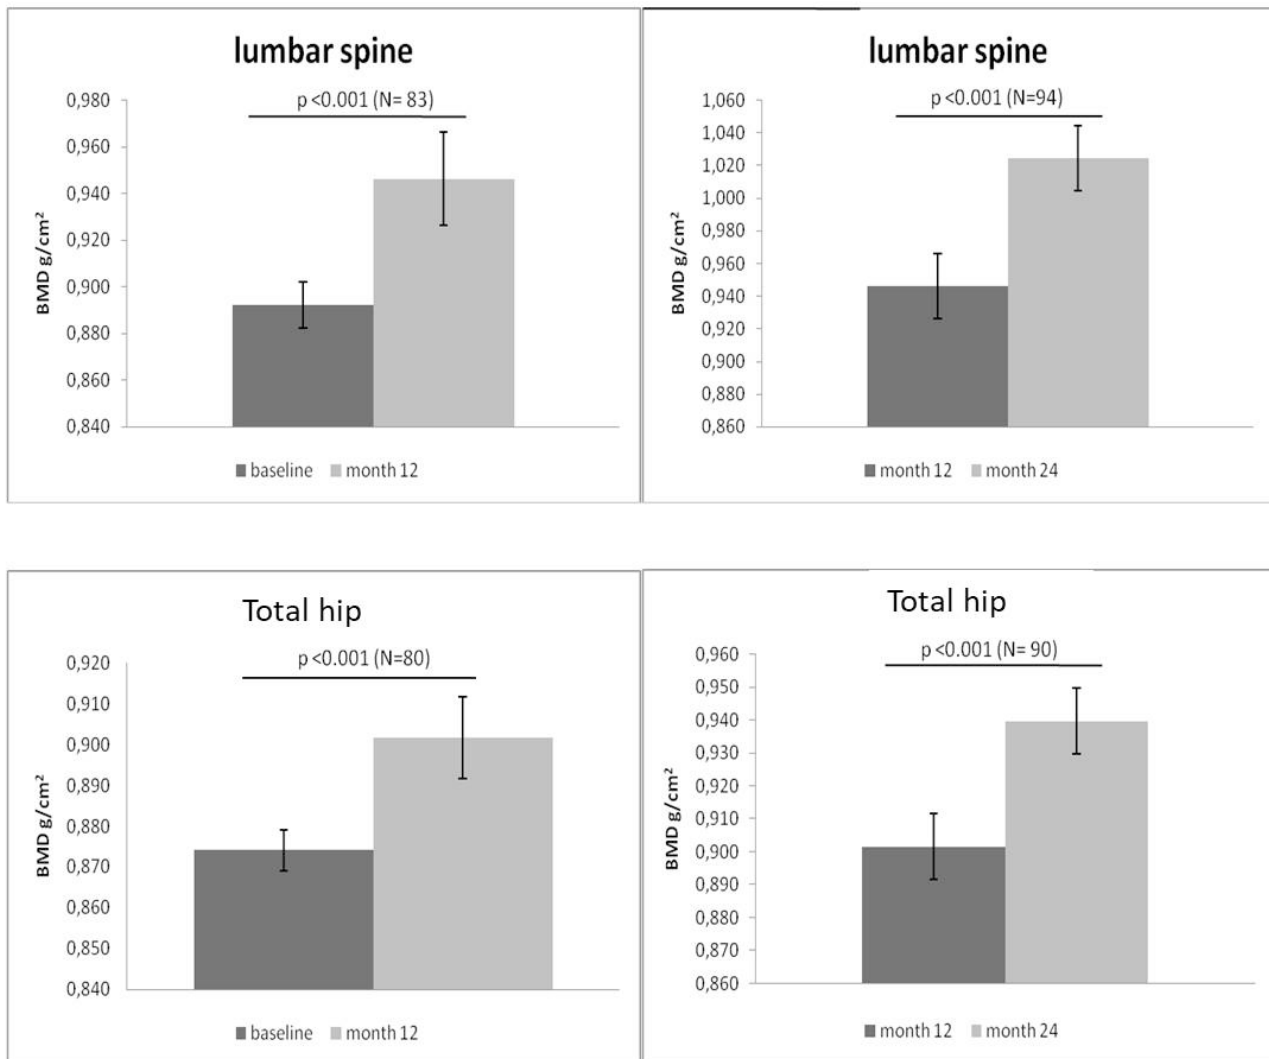 lumbar spine
p <0.001 (N= 83)
0,980
0,960
0,940
0,920
0,900
0,880
0,860
0,840
BMD g/cm²
baseline month 12
lumbar spine
p <0.001 (N=94)
1,060
1,040
1,020
1,000
0,980
0,960
0,940
0,920
0,900
0,880
0,860
BMD g/cm²
month 12 month 24
Total hip
p <0.001 (N=80)
0,920
0,910
0,900
0,890
0,880
0,870
0,860
0,850
0,840
BMD g/cm²
baseline month 12
Total hip
p <0.001 (N= 90)
0,960
0,950
0,940
0,930
0,920
0,910
0,900
0,890
0,880
0,870
0,860
BMD g/cm²
month 12 month 24